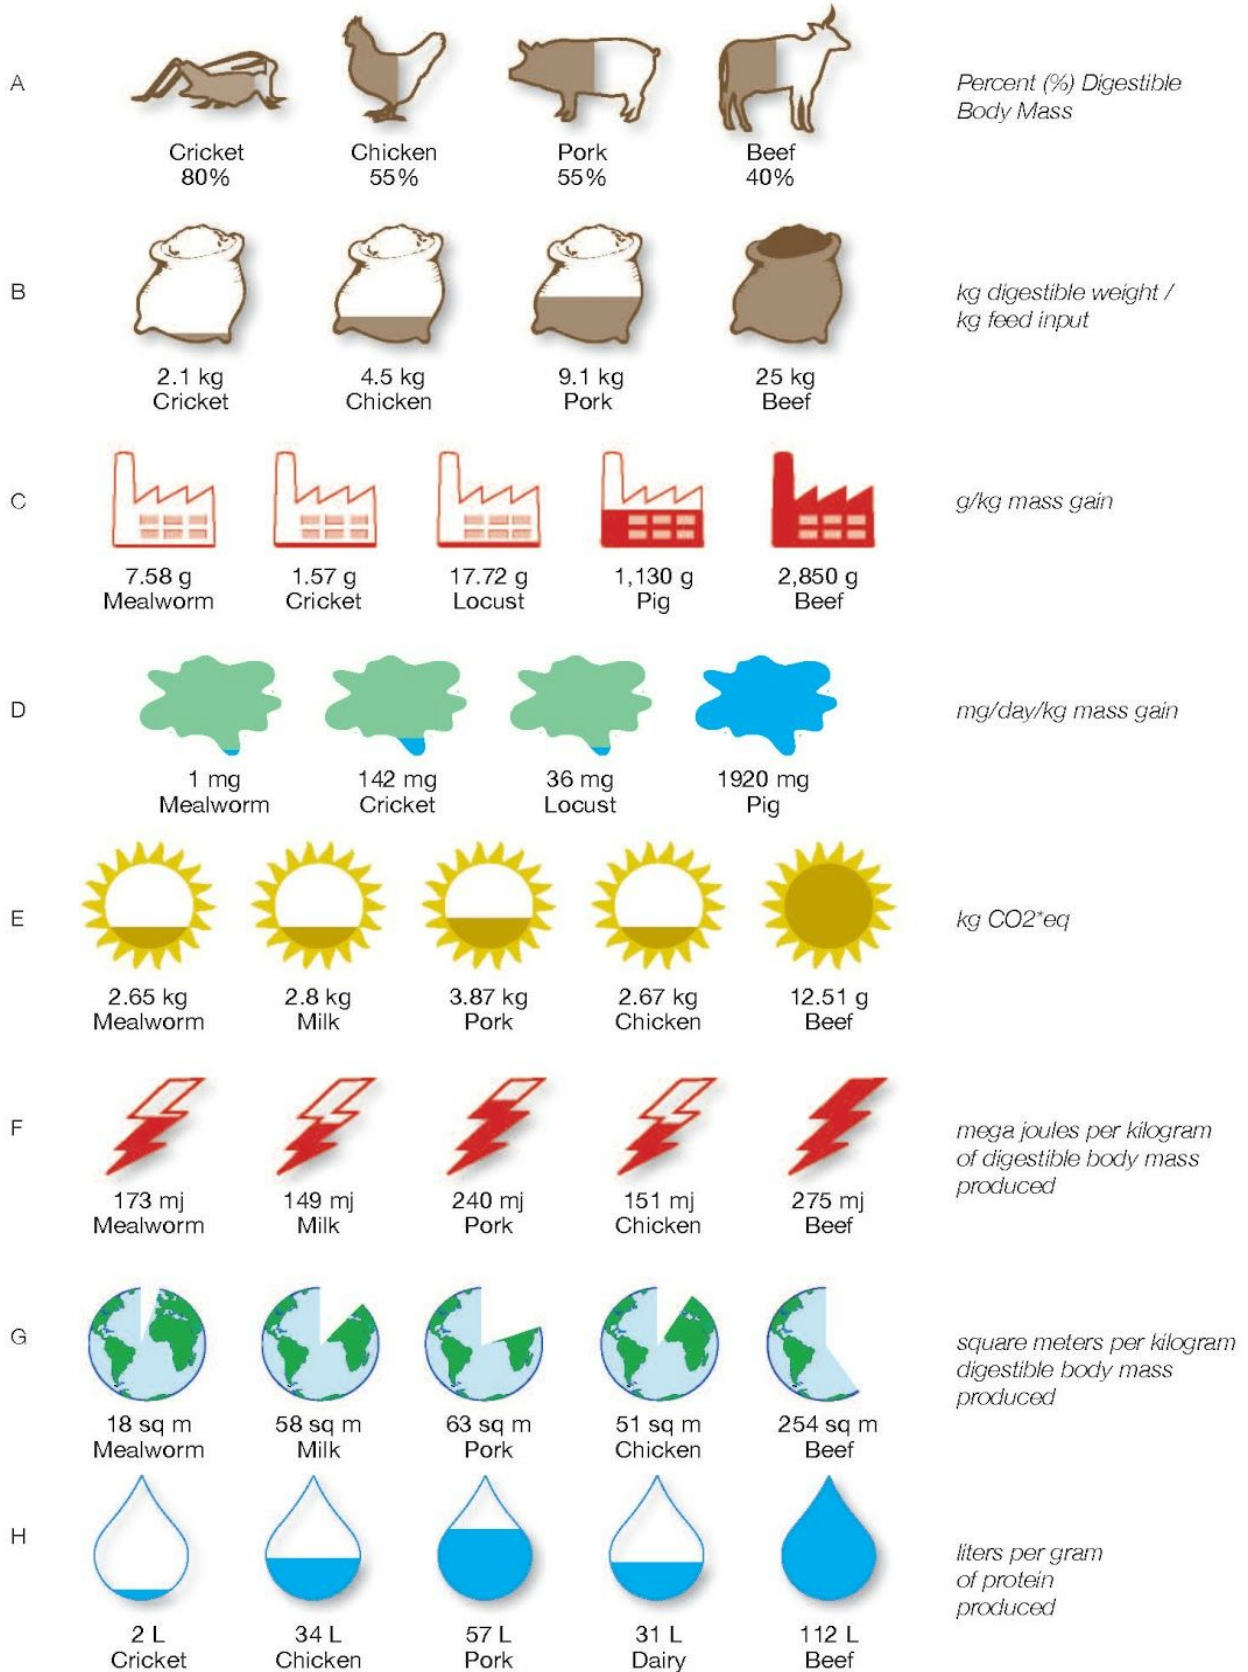 A
Cricket
80%
Chicken
55%
Pork
55%
Beef
40%
Percent (%) Digestible
Body Mass
B
2.1 kg
Cricket
4.5 kg
Chicken
9.1 kg
Pork
25 kg
Beef
kg digestible weight /
kg feed input
C
7.58 g
Mealworm
1.57 g
Cricket
17.72 g
Locust
1,130 g
Pig
2,850 g
Beef
g/kg mass gain
D
1 mg
Mealworm
142 mg
Cricket
36 mg
Locust
1920 mg
Pig
mg/day/kg mass gain
E
2.65 kg
Mealworm
2.8 kg
Milk
3.87 kg
Pork
2.67 kg
Chicken
12.51 g
Beef
kg CO2*eq
F
173 mj
Mealworm
149 mj
Milk
240 mj
Pork
151 mj
Chicken
275 mj
Beef
mega joules per kilogram
of digestible body mass
produced
G
18 sq m
Mealworm
58 sq m
Milk
63 sq m
Pork
51 sq m
Chicken
254 sq m
Beef
square meters per kilogram
digestible body mass
produced
H
2 L
Cricket
34 L
Chicken
57 L
Pork
31 L
Dairy
112 L
Beef
liters per gram
of protein
produced